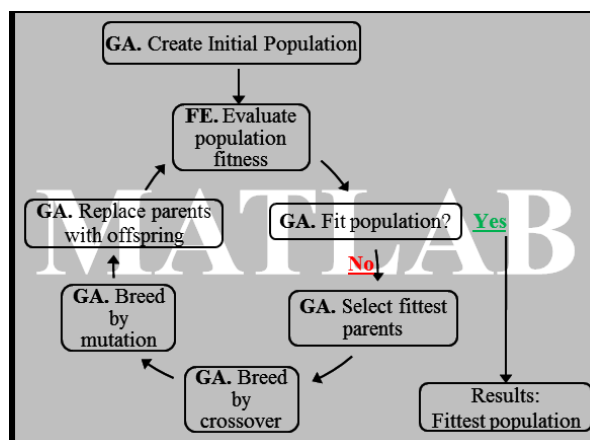 GA. Create Initial Population
FE. Evaluate
population
fitness
MATLAB
GA. Replace parents
with offspring
GA. Fit population?
Yes
No
GA. Breed
by
mutation
GA. Select fittest
parents
GA. Breed
by
crossover
Results:
Fittest population